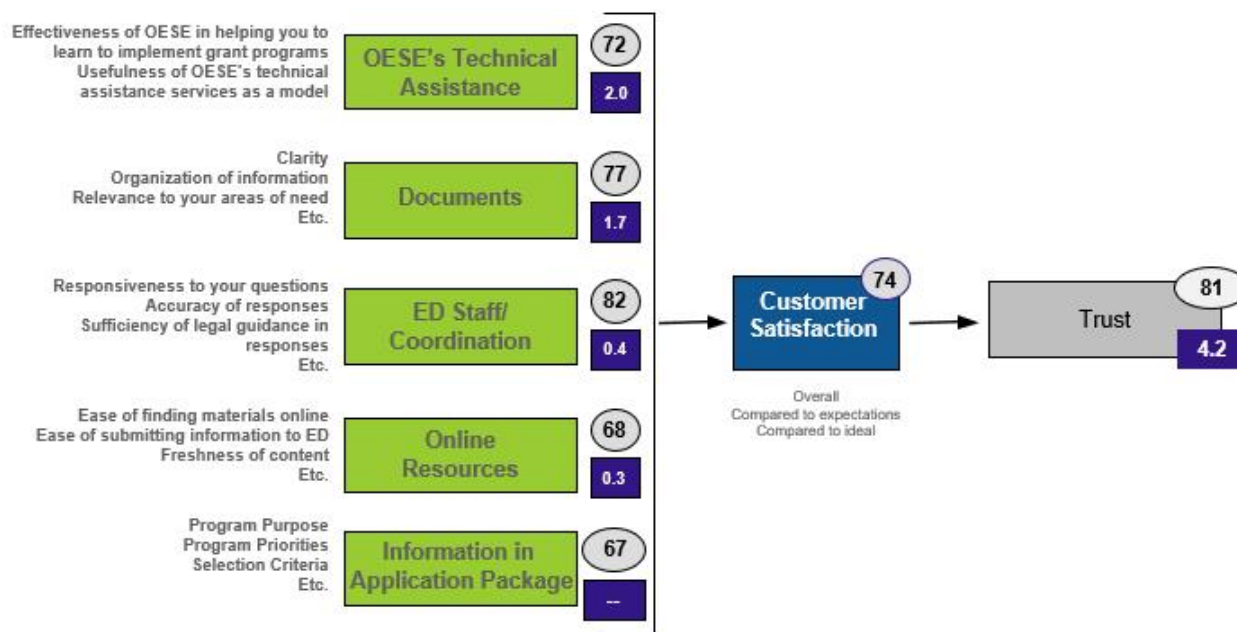 Effectiveness of OESE in helping you to
learn to implement grant programs
Usefulness of OESE's technical
assistance services as a model
OESE's Technical
Assistance
72
2.0
Clarity
Organization of information
Relevance to your areas of need
Etc.
Documents
77
1.7
Responsiveness to your questions
Accuracy of responses
Sufficiency of legal guidance in
responses
Etc.
ED Staff/
Coordination
82
0.4
Ease of finding materials online
Ease of submitting information to ED
Freshness of content
Etc.
Online
Resources
68
0.3
Program Purpose
Program Priorities
Selection Criteria
Etc.
Information in
Application Package
67
--
Customer
Satisfaction
74
Overall
Compared to expectations
Compared to ideal
Trust
81
4.2